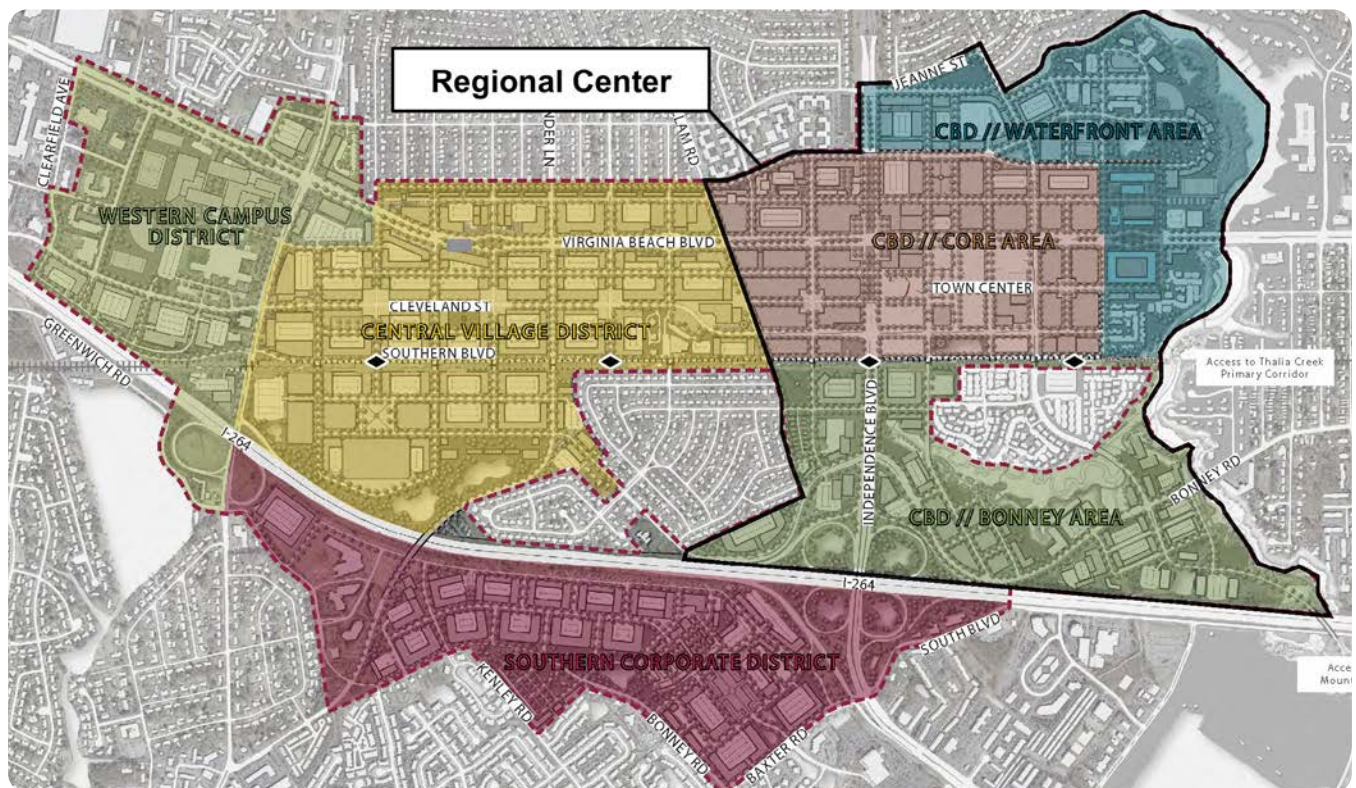 Regional Center
JEANNE ST
CLEARFIELD AVE
CBD // WATERFRONT AREA
WESTERN CAMPUS
DISTRICT
VIRGINIA BEACH BLVD
CBD // CORE AREA
TOWN CENTER
CLEVELAND ST
CENTRAL VILLAGE DISTRICT
SOUTHERN BLVD
GREENWICH RD
Access to Thalia Creek
Primary Corridor
INDEPENDENCE BLVD
I-264
BONNEY RD
CBD // BONNEY AREA
I-264
SOUTH BLVD
SOUTHERN CORPORATE DISTRICT
KENLEY RD
BONNEY RD
BAXTER RD